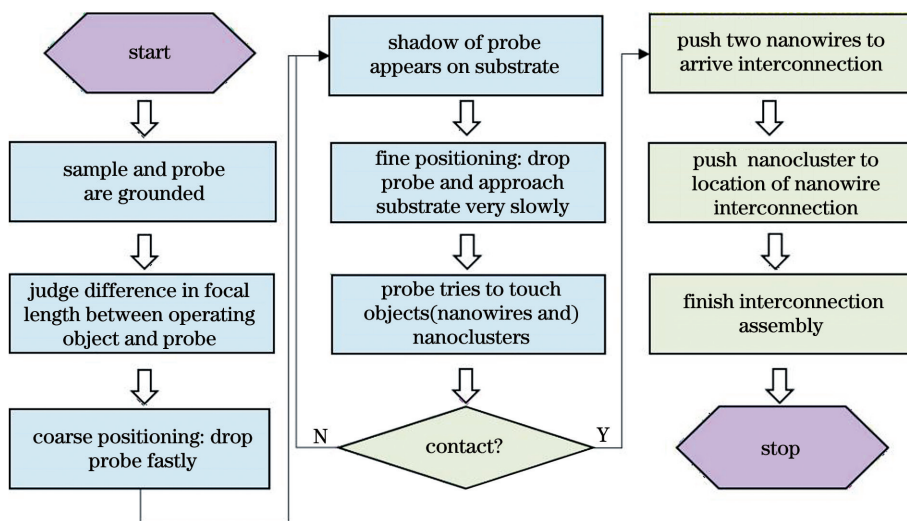 start
sample and probe
are grounded
judge difference in focal
length between operating
object and probe
coarse positioning: drop
probe fastly
shadow of probe
appears on substrate
fine positioning: drop
probe and approach
substrate very slowly
probe tries to touch
objects(nanowires and)
nanoclusters
N
contact?
Y
push two nanowires to
arrive interconnection
push nanocluster to
location of nanowire
interconnection
finish interconnection
assembly
stop